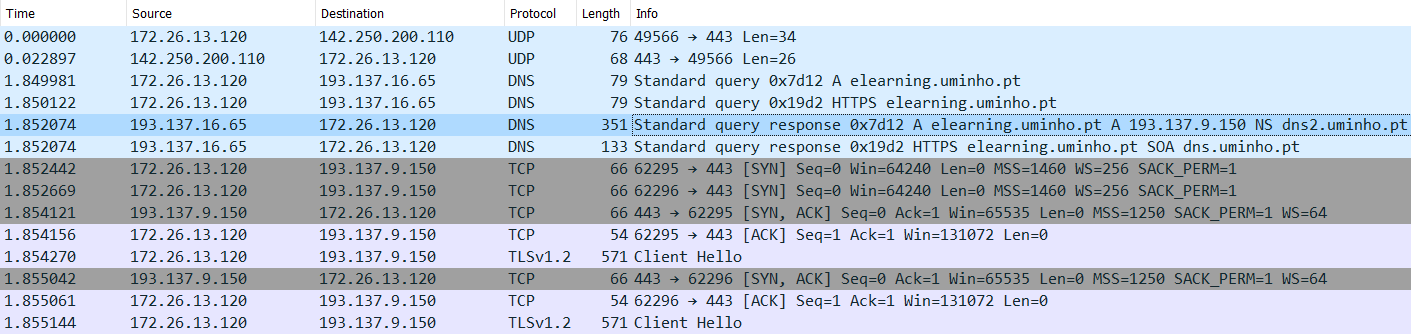 Time Source Destination Protocol Length Info
0.000000 172.26.13.120 142.250.200.110 UDP 76 49566 → 443 Len=34
0.022897 142.250.200.110 172.26.13.120 UDP 68 443 → 49566 Len=26
1.849981 172.26.13.120 193.137.16.65 DNS 79 Standard query 0x7d12 A elearning.uminho.pt
1.850122 172.26.13.120 193.137.16.65 DNS 79 Standard query 0x19d2 HTTPS elearning.uminho.pt
1.852074 193.137.16.65 172.26.13.120 DNS 351 Standard query response 0x7d12 A elearning.uminho.pt A 193.137.9.150 NS dns2.uminho.pt
1.852074 193.137.16.65 172.26.13.120 DNS 133 Standard query response 0x19d2 HTTPS elearning.uminho.pt SOA dns.uminho.pt
1.852442 172.26.13.120 193.137.9.150 TCP 66 62295 → 443 [SYN] Seq=0 Win=64240 Len=0 MSS=1460 WS=256 SACK_PERM=1
1.852669 172.26.13.120 193.137.9.150 TCP 66 62296 → 443 [SYN] Seq=0 Win=64240 Len=0 MSS=1460 WS=256 SACK_PERM=1
1.854121 193.137.9.150 172.26.13.120 TCP 66 443 → 62295 [SYN, ACK] Seq=0 Ack=1 Win=65535 Len=0 MSS=1250 SACK_PERM=1 WS=64
1.854156 172.26.13.120 193.137.9.150 TCP 54 62295 → 443 [ACK] Seq=1 Ack=1 Win=131072 Len=0
1.854270 172.26.13.120 193.137.9.150 TLSv1.2 571 Client Hello
1.855042 193.137.9.150 172.26.13.120 TCP 66 443 → 62296 [SYN, ACK] Seq=0 Ack=1 Win=65535 Len=0 MSS=1250 SACK_PERM=1 WS=64
1.855061 172.26.13.120 193.137.9.150 TCP 54 62296 → 443 [ACK] Seq=1 Ack=1 Win=131072 Len=0
1.855144 172.26.13.120 193.137.9.150 TLSv1.2 571 Client Hello